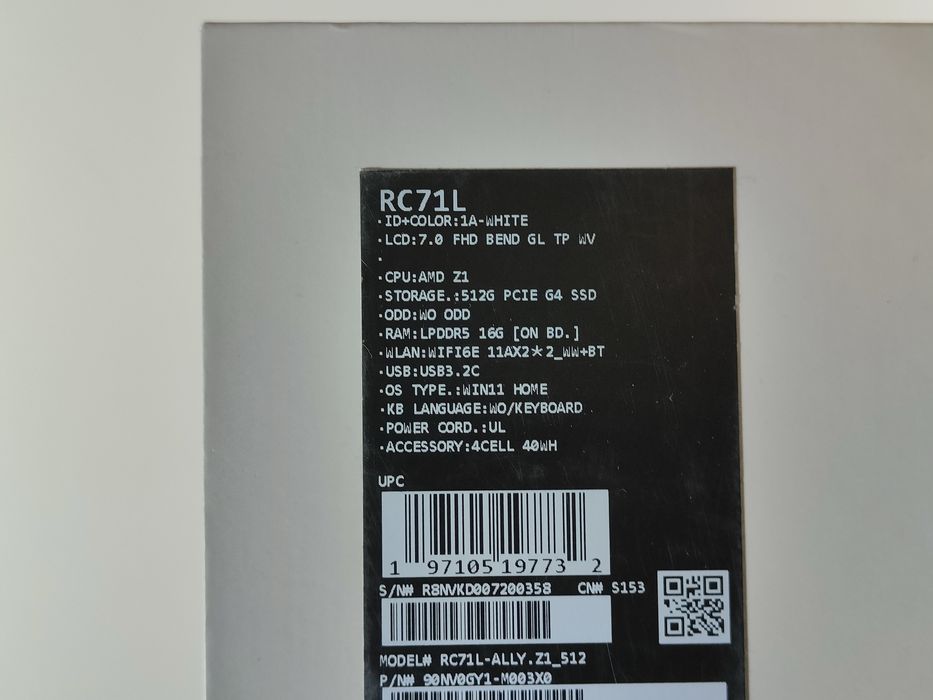 RC71L
·ID+COLOR:1A-WHITE
·LCD:7.0 FHD BEND GL TP WV
·
·CPU:AMD Z1
·STORAGE.:512G PCIE G4 SSD
·ODD:WO ODD
·RAM:LPDDR5 16G [ON BD.]
·WLAN:WIFI6E 11AX2*2_WW+BT
·USB:USB3.2C
·OS TYPE.:WIN11 HOME
·KB LANGUAGE:WO/KEYBOARD
·POWER CORD.:UL
·ACCESSORY:4CELL 40WH
UPC
1 97105 19773 2
S/N# R8NVKD007200358 CN# S153
MODEL# RC71L-ALLY.Z1_512
P/N# 90NV0GY1-M003X0